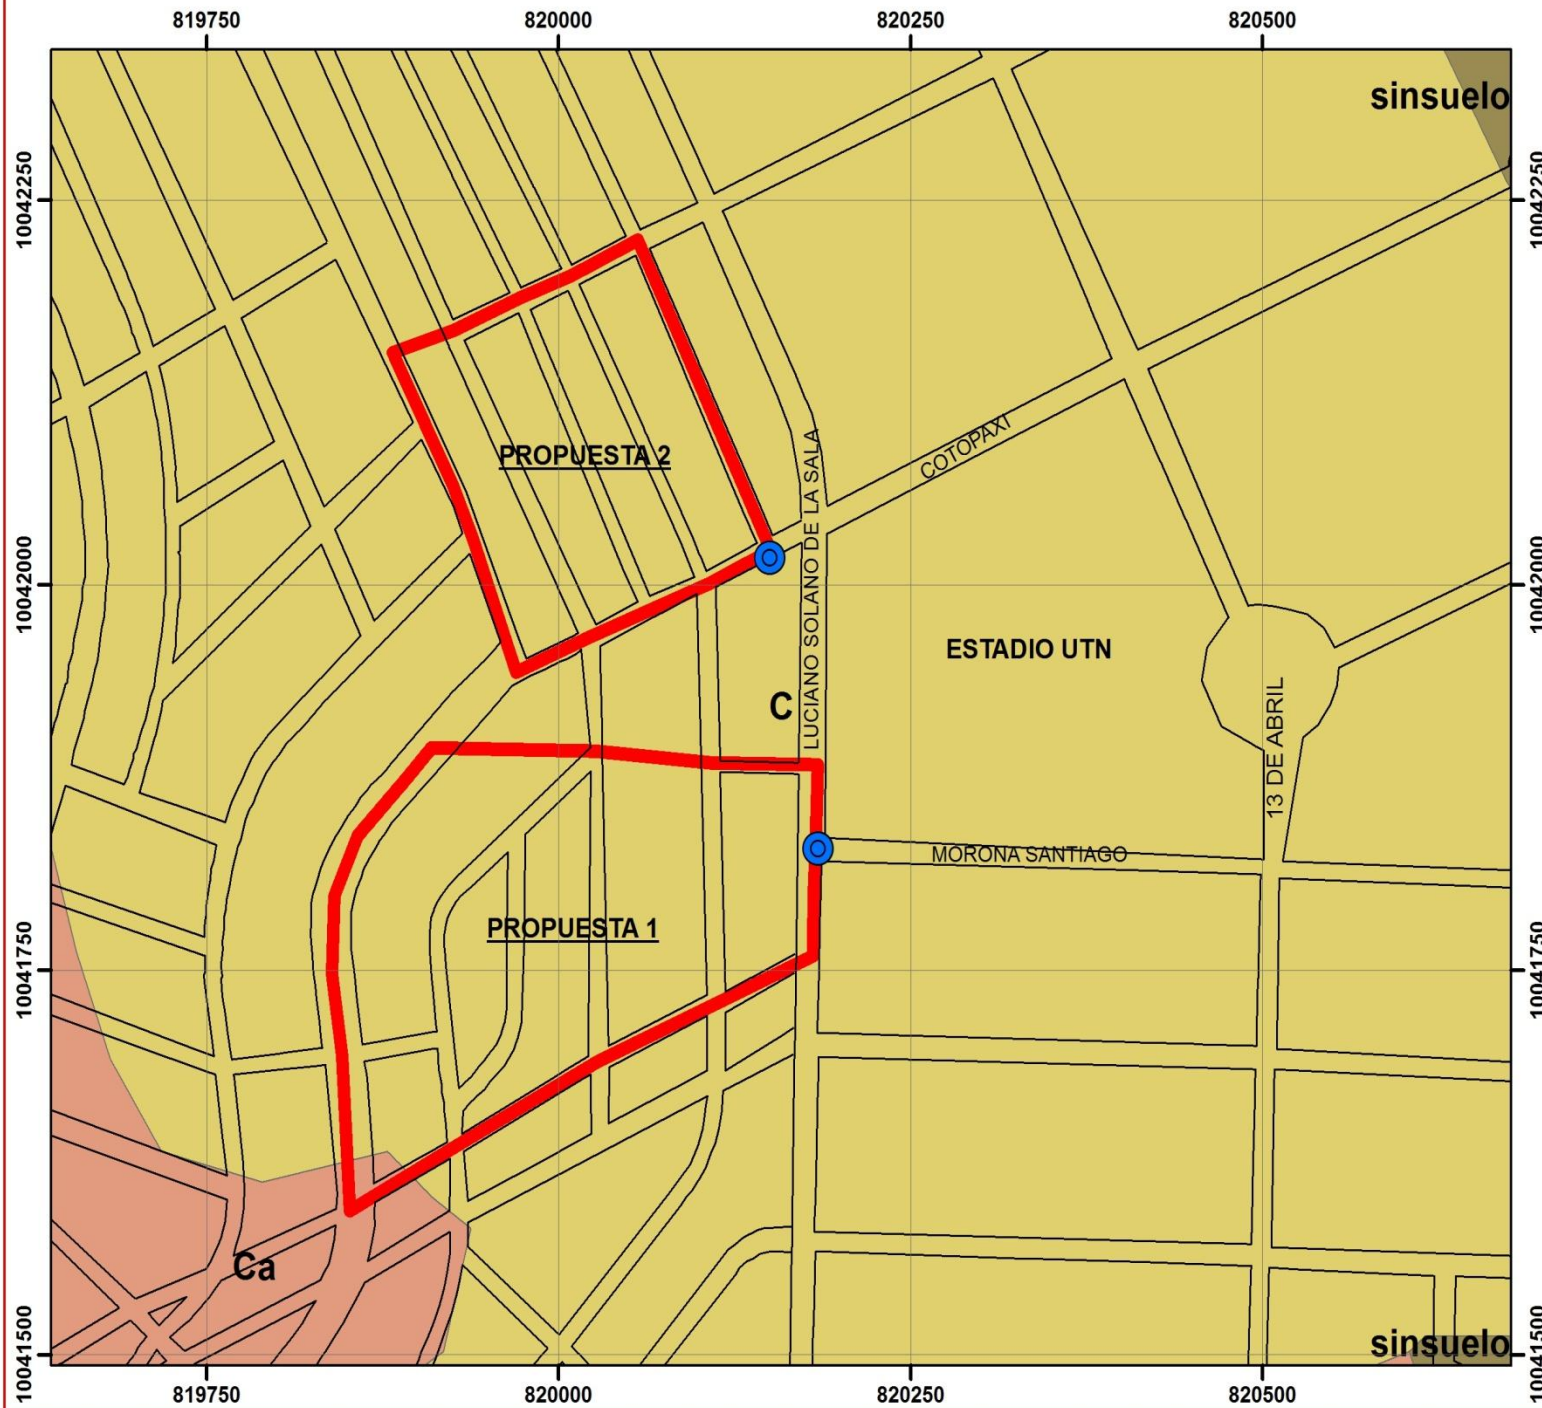 819750 820000 820250 820500
sinsuelo
10042250 10042250
COTOPAXI
PROPUESTA 2
LUCIANO SOLANO DE LA SALA
10042000 10042000
ESTADIO UTN
C
13 DE ABRIL
MORONA SANTIAGO
PROPUESTA 1
10041750 10041750
Ca
sinsuelo
10041500 10041500
819750 820000 820250 820500